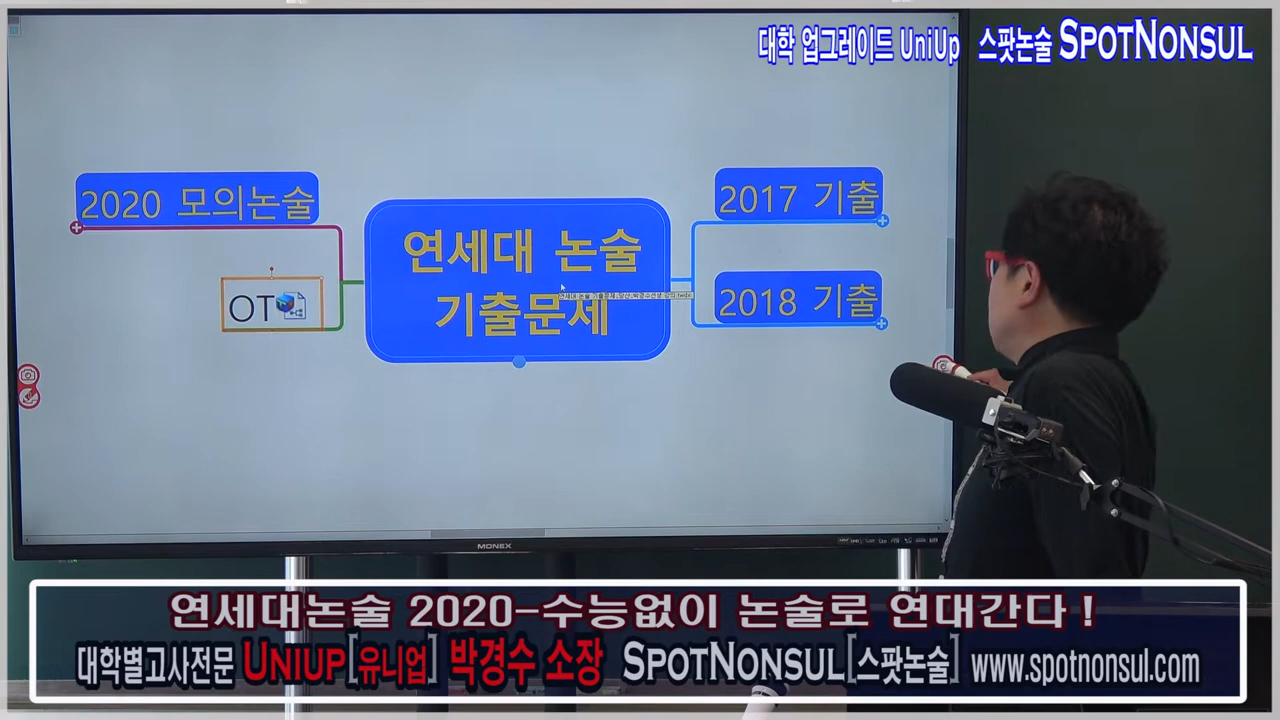 대학 업그레이드 UniUp 스팟논술 SPOTNONSUL
2020 모의논술
OT
연세대 논술
기출문제
2017 기출
2018 기출
MONEX
연세대논술 2020-수능없이 논술로 연대간다!
대학별고사전문 UNIUP[유니업] 박경수 소장 SPOTNONSUL[스팟논술] www.spotnonsul.com